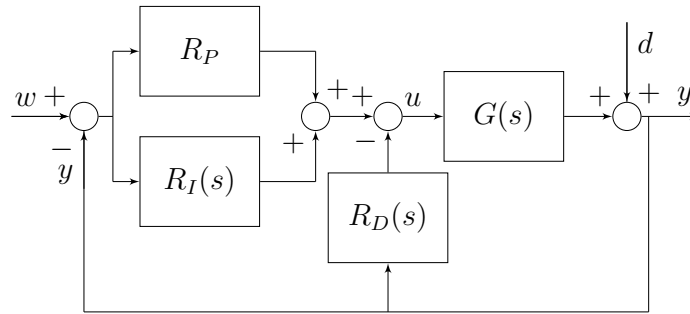 R_P
d
w + + + + + y
u G(s)
− + −
y R_I(s)
R_D(s)